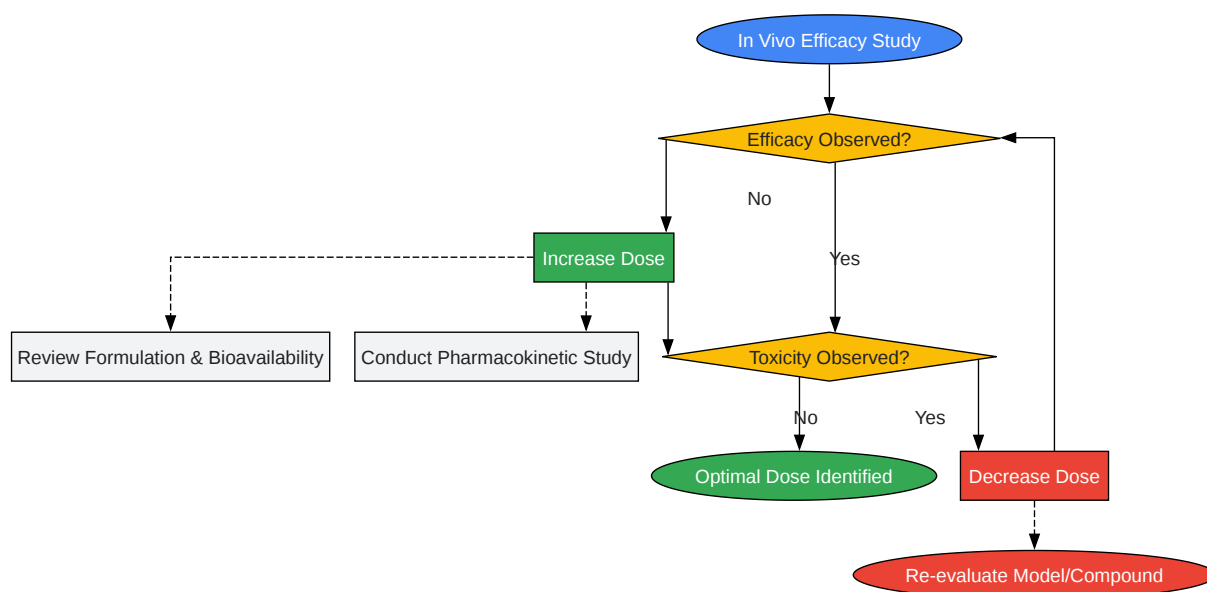 In Vivo Efficacy Study
Efficacy Observed?
No
Increase Dose
Yes
Review Formulation & Bioavailability
Conduct Pharmacokinetic Study
Toxicity Observed?
No
Yes
Optimal Dose Identified
Decrease Dose
Re-evaluate Model/Compound